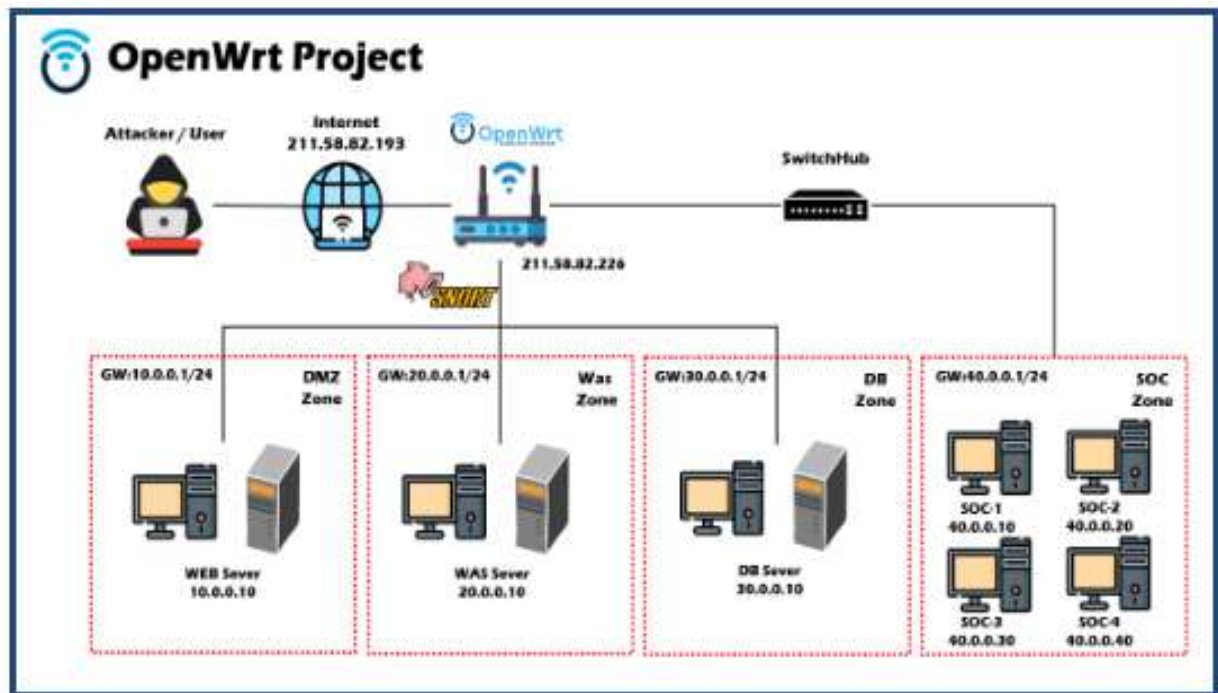 OpenWrt Project
Attacker / User
Internet
211.58.82.193
OpenWrt
SwitchHub
211.58.82.226
SNORT
GW:10.0.0.1/24
DMZ
Zone
GW:20.0.0.1/24
Was
Zone
GW:30.0.0.1/24
DB
Zone
GW:40.0.0.1/24
SOC
Zone
WEB Sever
10.0.0.10
WAS Sever
20.0.0.10
DB Sever
30.0.0.10
SOC-1
40.0.0.10
SOC-2
40.0.0.20
SOC-3
40.0.0.30
SOC-4
40.0.0.40